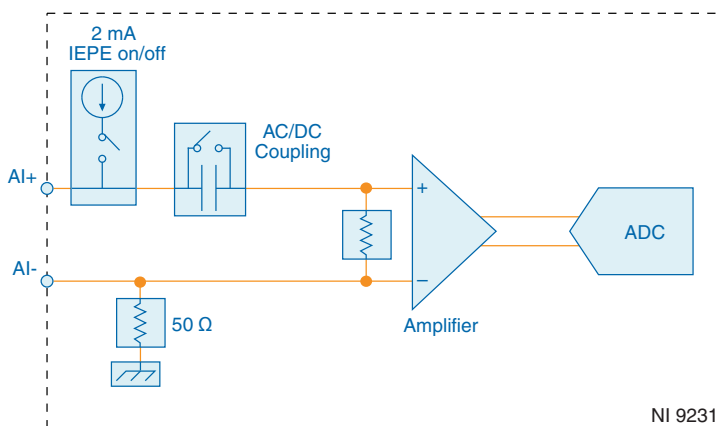 2 mA
IEPE on/off
AC/DC
Coupling
AI+
+
ADC
AI-
−
50 Ω
Amplifier
NI 9231